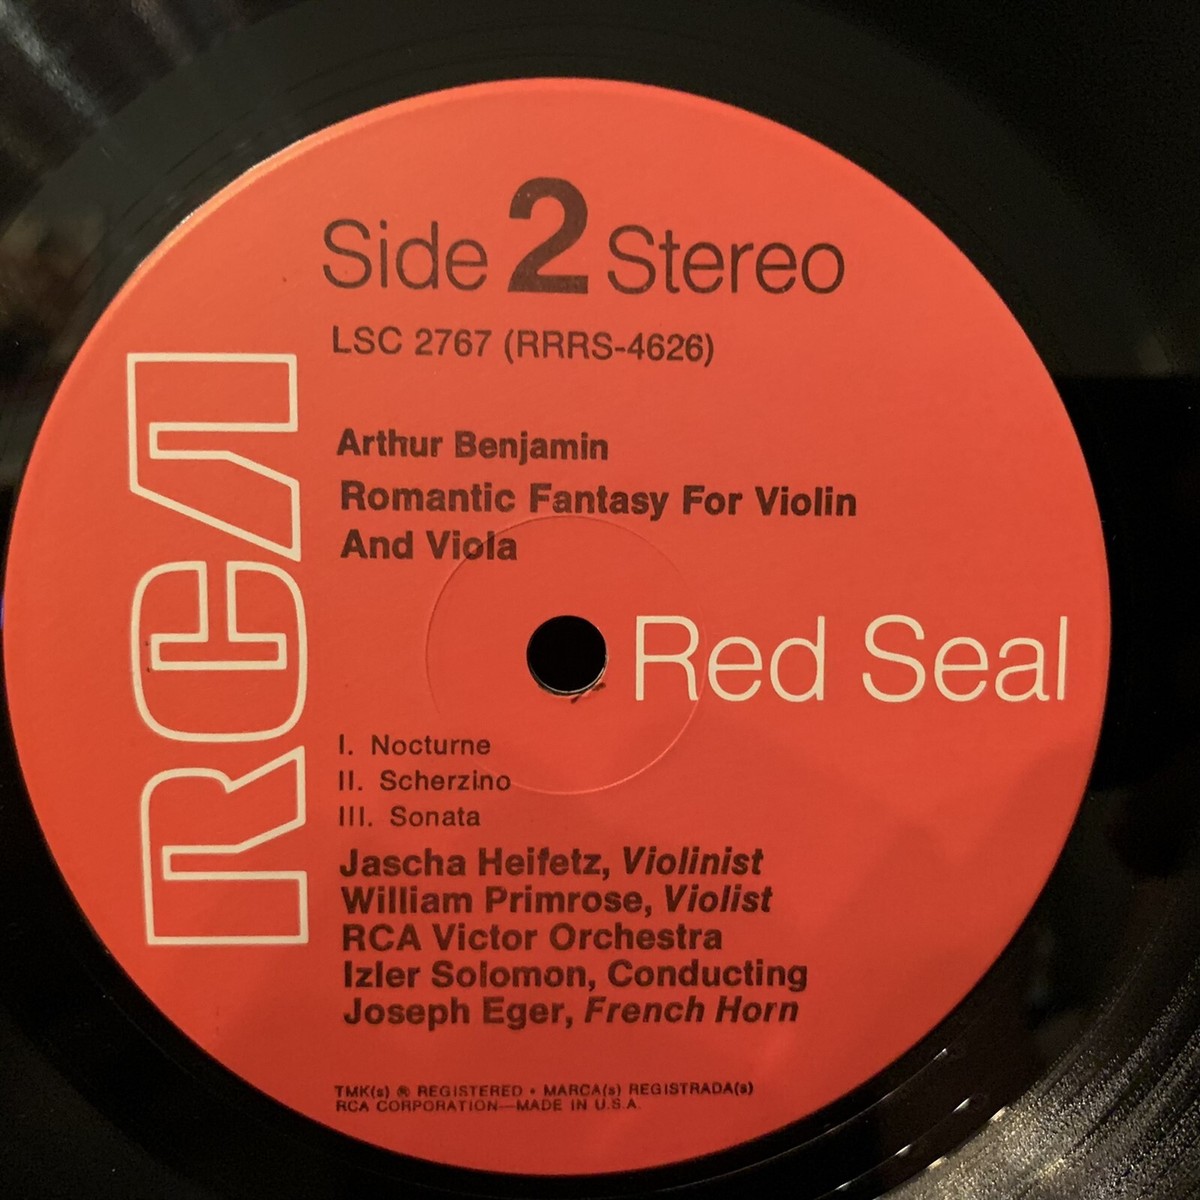 Side 2 Stereo
LSC 2767 (RRRS-4626)
Arthur Benjamin
Romantic Fantasy For Violin
And Viola
RCA
Red Seal
I. Nocturne
II. Scherzino
III. Sonata
Jascha Heifetz, Violinist
William Primrose, Violist
RCA Victor Orchestra
Izler Solomon, Conducting
Joseph Eger, French Horn
TMK(s) ® REGISTERED • MARCA(s) REGISTRADA(s)
RCA CORPORATION—MADE IN U.S.A.